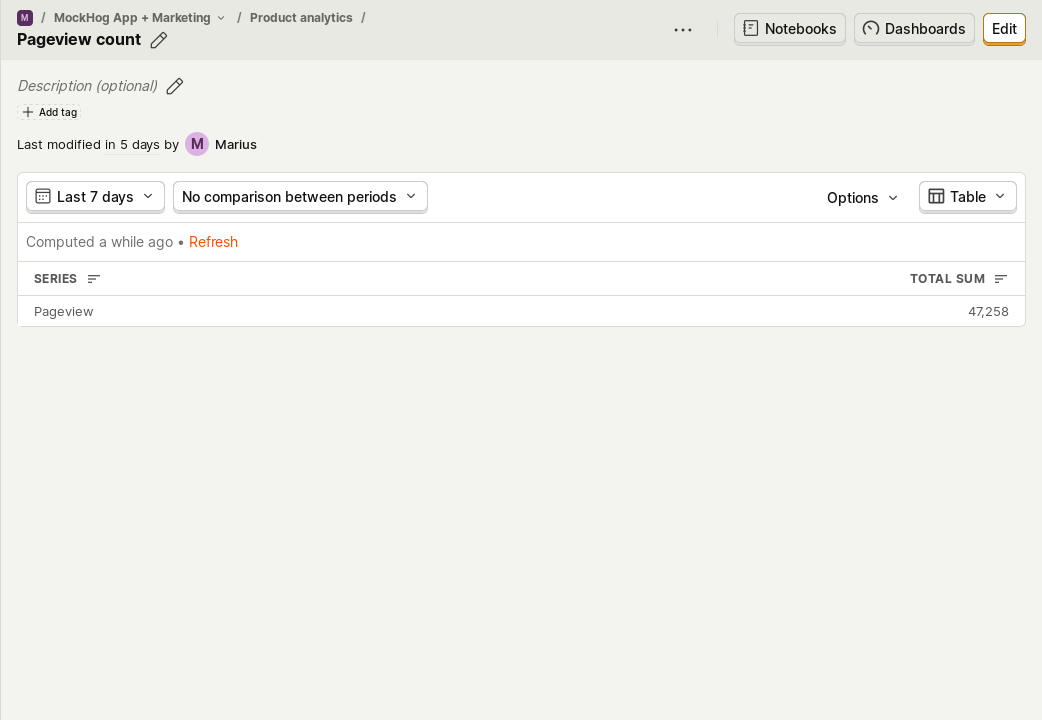 M / MockHog App + Marketing / Product analytics /
Pageview count
Notebooks
Dashboards
Edit
Description (optional)
Add tag
Last modified in 5 days by M Marius
Last 7 days
No comparison between periods
Options
Table
Computed a while ago • Refresh
SERIES
TOTAL SUM
Pageview
47,258